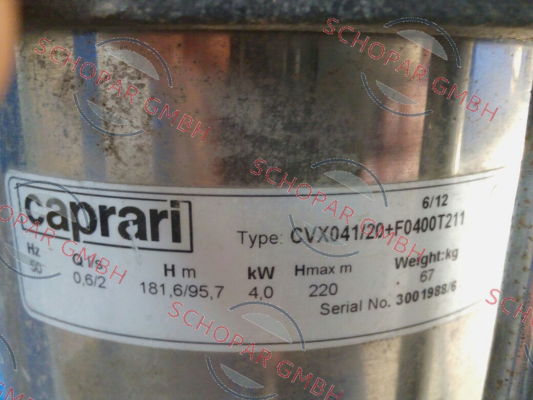 caprari
6/12
Type: CVX041/20+F0400T211
Hz Q l/s H m kW Hmax m Weight:kg
50 0,6/2 181,6/95,7 4,0 220 67
Serial No. 3001988/6
SCHOPAR GMBH
SCHOPAR GMBH
SCHOPAR GMBH
SCHOPAR GMBH
SCHOPAR GMBH
SCHOPAR GMBH